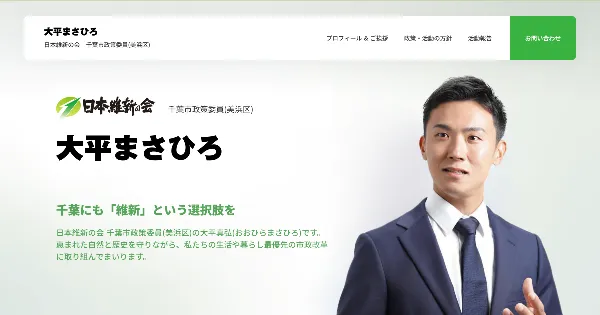 大平まさひろ
日本維新の会　千葉市政策委員(美浜区)
プロフィール & ご挨拶　政策・活動の方針　活動報告　お問い合わせ
日本維新の会　千葉市政策委員(美浜区)
大平まさひろ
千葉にも「維新」という選択肢を
日本維新の会 千葉市政策委員(美浜区)の大平真弘(おおひらまさひろ)です。
恵まれた自然と歴史を守りながら、私たちの生活や暮らし最優先の市政改革
に取り組んでまいります。